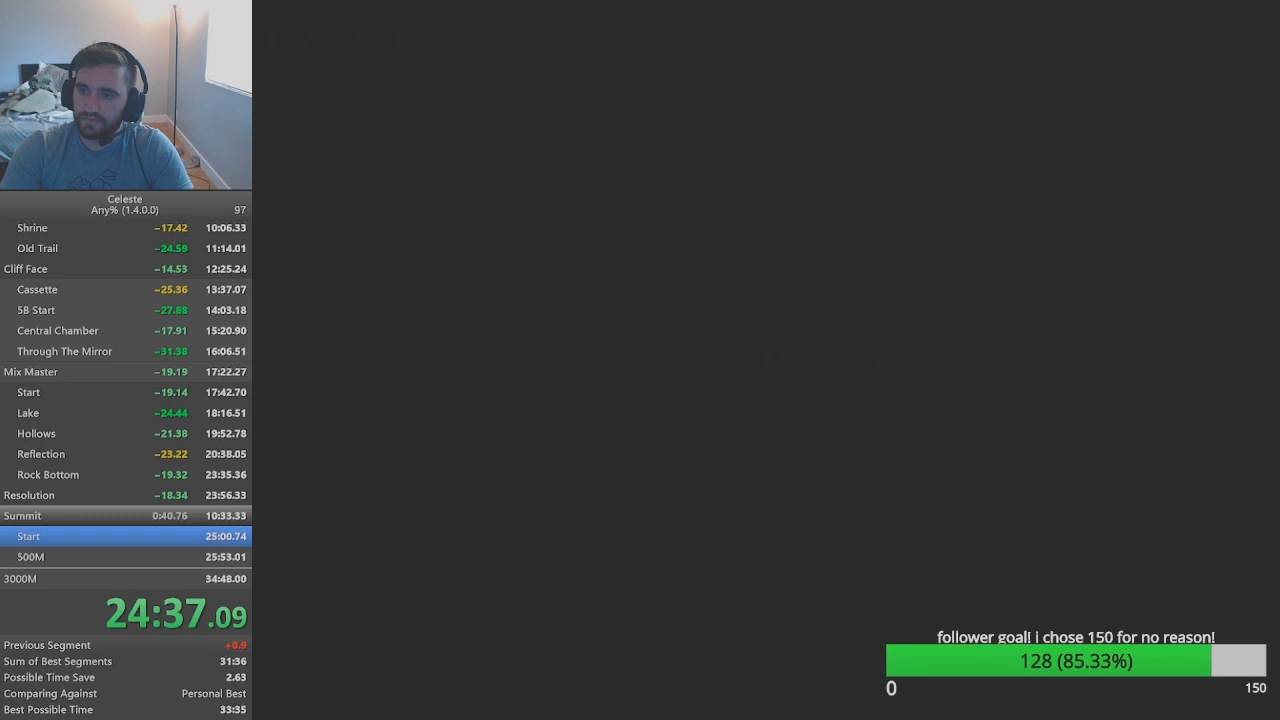 Celeste
Any% (1.4.0.0) 97
Shrine −17.42 10:06.33
Old Trail −24.59 11:14.01
Cliff Face −14.53 12:25.24
Cassette −25.36 13:37.07
5B Start −27.88 14:03.18
Central Chamber −17.91 15:20.90
Through The Mirror −31.38 16:06.51
Mix Master −19.19 17:22.27
Start −19.14 17:42.70
Lake −24.44 18:16.51
Hollows −21.38 19:52.78
Reflection −23.22 20:38.05
Rock Bottom −19.32 23:35.36
Resolution −18.34 23:56.33
Summit 0:40.76 10:33.33
Start 25:00.74
500M 25:53.01
3000M 34:48.00
24:37.09
Previous Segment +0.9
Sum of Best Segments 31:36
Possible Time Save 2.63
Comparing Against Personal Best
Best Possible Time 33:35
follower goal! i chose 150 for no reason!
128 (85.33%)
0 150